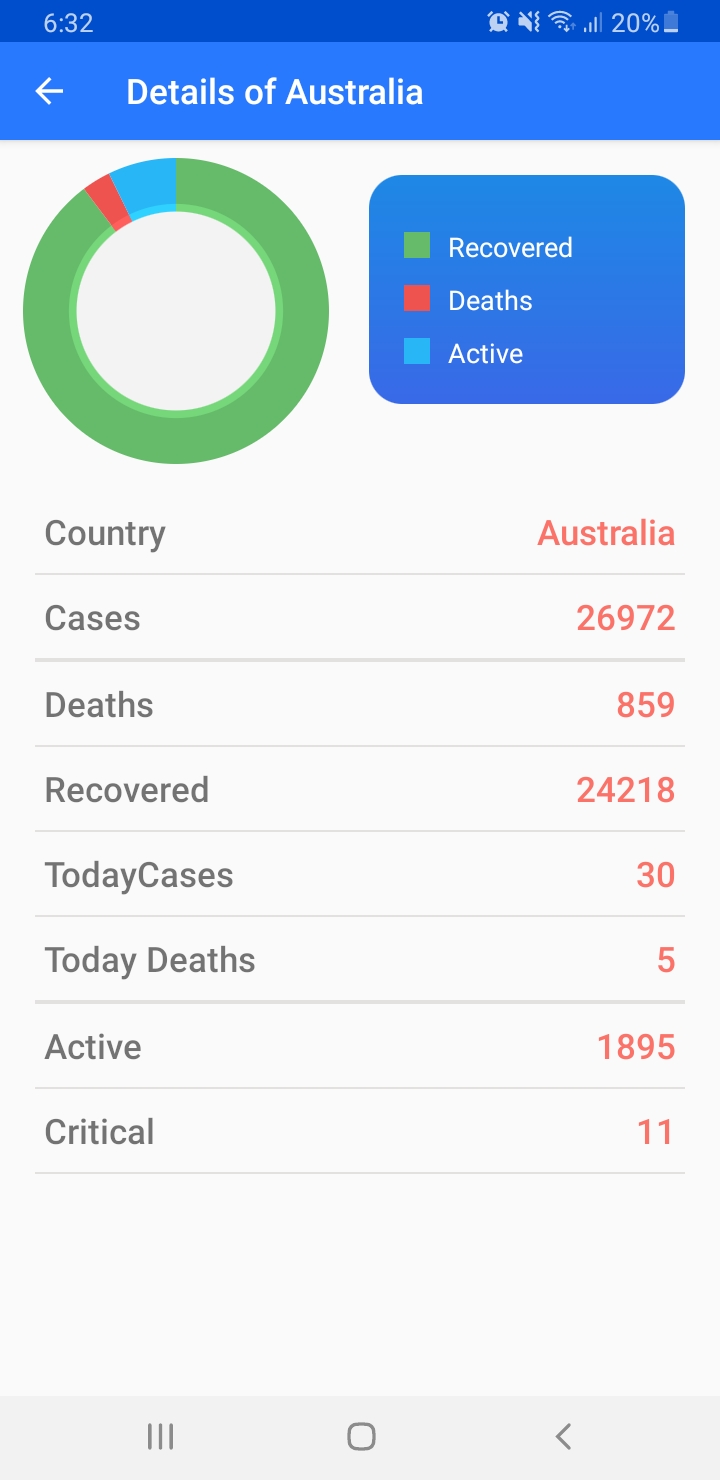 6:32 20%
Details of Australia
Recovered
Deaths
Active
Country Australia
Cases 26972
Deaths 859
Recovered 24218
TodayCases 30
Today Deaths 5
Active 1895
Critical 11